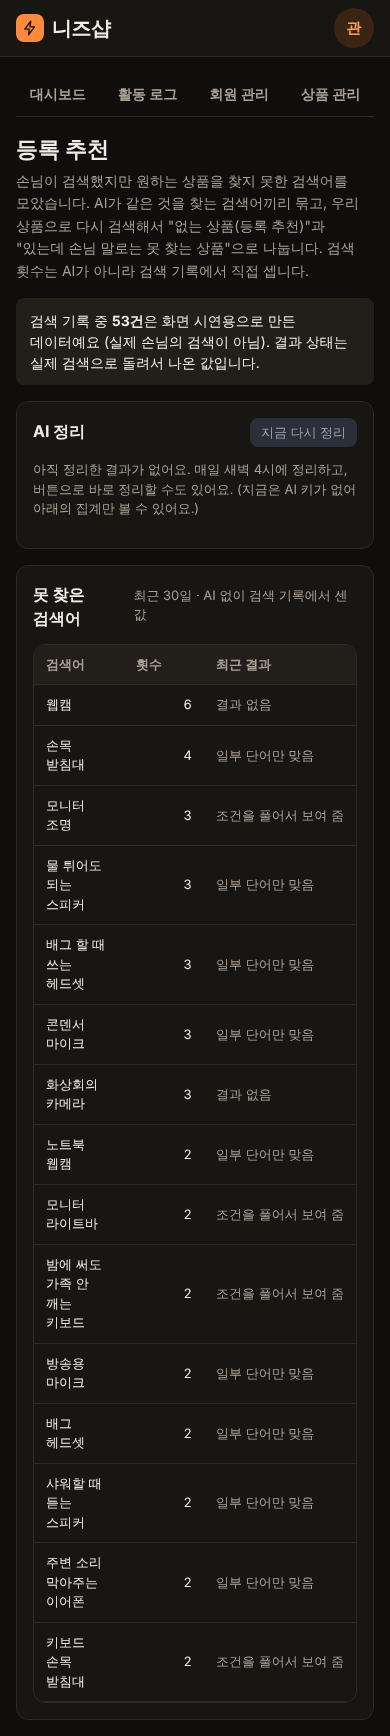 니즈샵
관
대시보드 활동 로그 회원 관리 상품 관리
등록 추천
손님이 검색했지만 원하는 상품을 찾지 못한 검색어를
모았습니다. AI가 같은 것을 찾는 검색어끼리 묶고, 우리
상품으로 다시 검색해서 "없는 상품(등록 추천)"과
"있는데 손님 말로는 못 찾는 상품"으로 나눕니다. 검색
횟수는 AI가 아니라 검색 기록에서 직접 셉니다.
검색 기록 중 53건은 화면 시연용으로 만든
데이터예요 (실제 손님의 검색이 아님). 결과 상태는
실제 검색으로 돌려서 나온 값입니다.
AI 정리
지금 다시 정리
아직 정리한 결과가 없어요. 매일 새벽 4시에 정리하고,
버튼으로 바로 정리할 수도 있어요. (지금은 AI 키가 없어
아래의 집계만 볼 수 있어요.)
못 찾은
검색어
최근 30일 · AI 없이 검색 기록에서 센
값
검색어 횟수 최근 결과
웹캠 6 결과 없음
손목
받침대
4 일부 단어만 맞음
모니터
조명
3 조건을 풀어서 보여 줌
물 튀어도
되는
스피커
3 일부 단어만 맞음
배그 할 때
쓰는
헤드셋
3 일부 단어만 맞음
콘덴서
마이크
3 일부 단어만 맞음
화상회의
카메라
3 결과 없음
노트북
웹캠
2 일부 단어만 맞음
모니터
라이트바
2 조건을 풀어서 보여 줌
밤에 써도
가족 안
깨는
키보드
2 조건을 풀어서 보여 줌
방송용
마이크
2 일부 단어만 맞음
배그
헤드셋
2 일부 단어만 맞음
샤워할 때
듣는
스피커
2 일부 단어만 맞음
주변 소리
막아주는
이어폰
2 일부 단어만 맞음
키보드
손목
받침대
2 조건을 풀어서 보여 줌